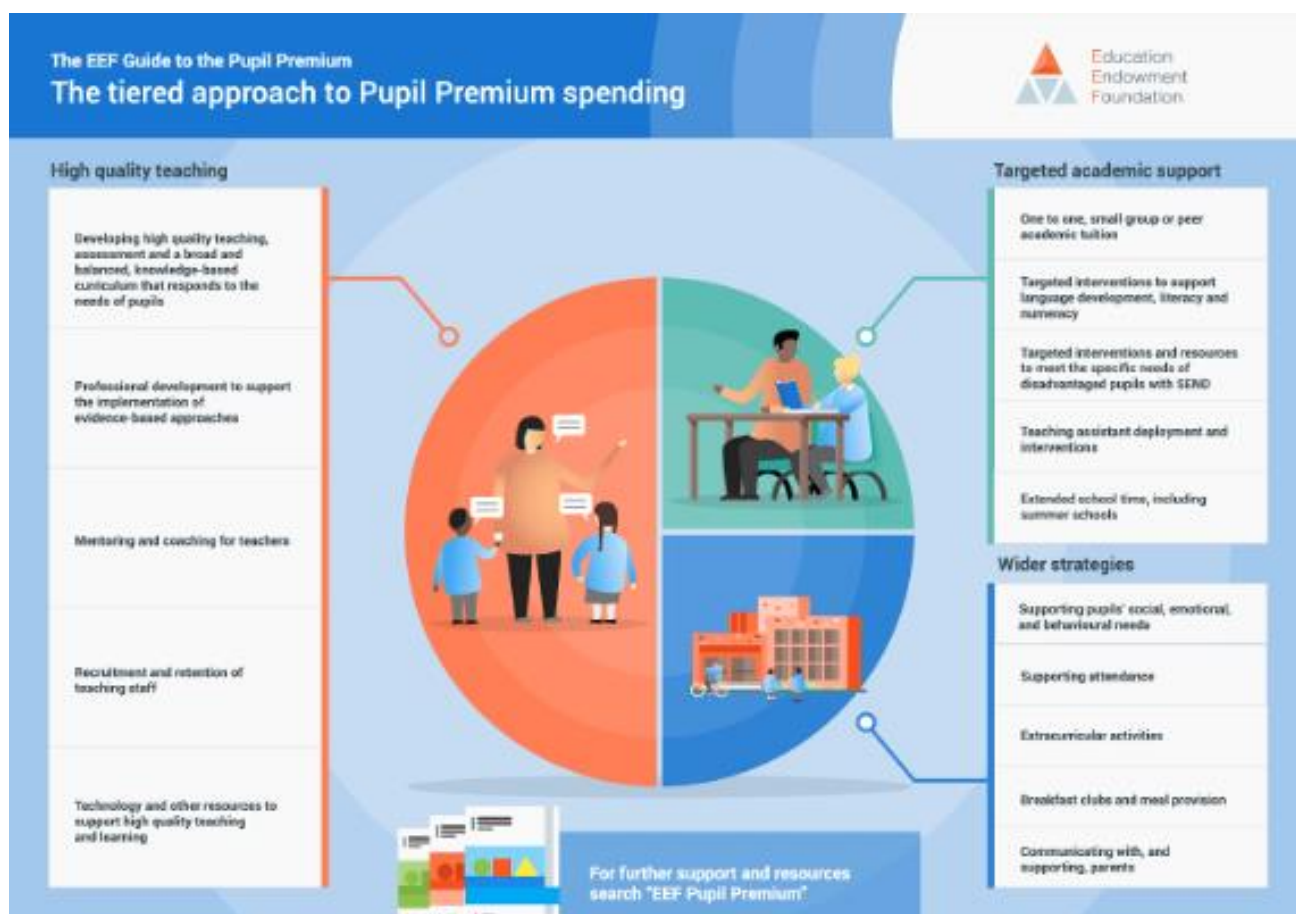 The EEF Guide to the Pupil Premium
The tiered approach to Pupil Premium spending
Education
Endowment
Foundation
High quality teaching
Developing high quality teaching,
assessment and a broad and
balanced, knowledge-based
curriculum that responds to the
needs of pupils
Professional development to support
the implementation of
evidence-based approaches
Mentoring and coaching for teachers
Recruitment and retention of
teaching staff
Technology and other resources to
support high quality teaching
and learning
Targeted academic support
One to one, small group or peer
academic tuition
Targeted interventions to support
language development, literacy and
numeracy
Targeted interventions and resources
to meet the specific needs of
disadvantaged pupils with SEND
Teaching assistant deployment and
interventions
Extended school time, including
summer schools
Wider strategies
Supporting pupils' social, emotional,
and behavioural needs
Supporting attendance
Extracurricular activities
Breakfast clubs and meal provision
Communicating with, and
supporting, parents
For further support and resources
search "EEF Pupil Premium"